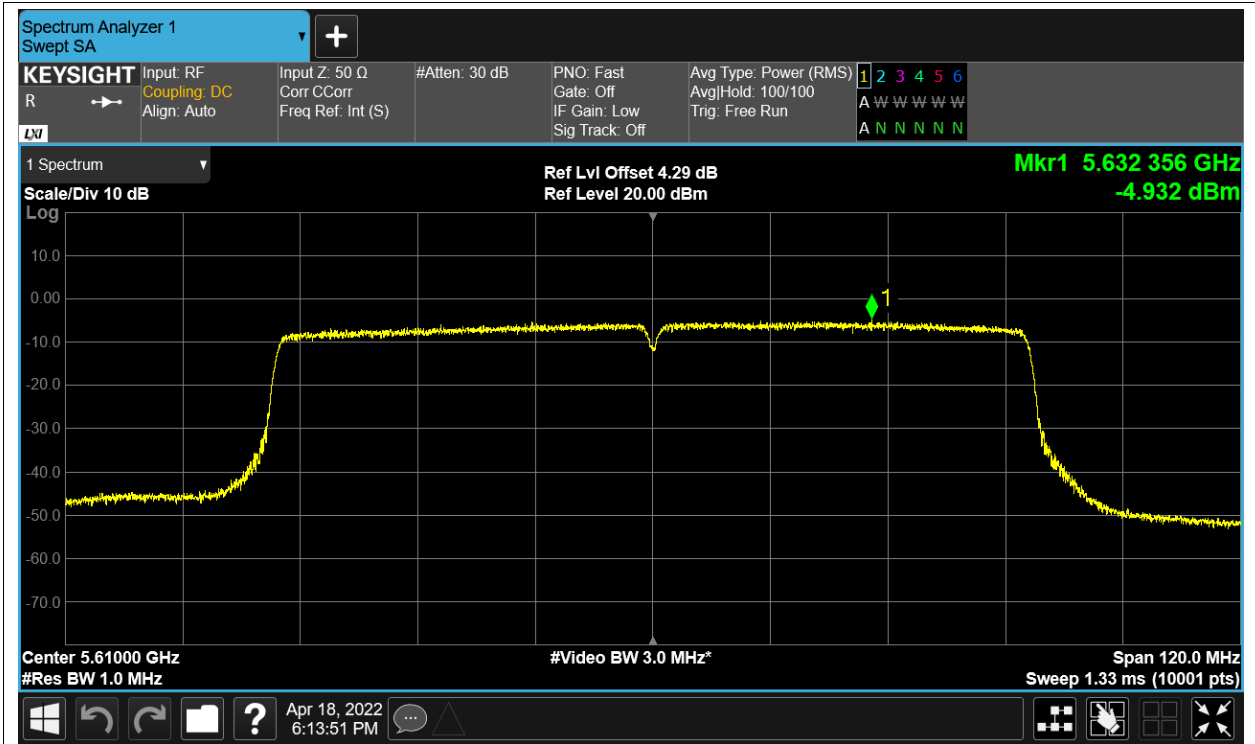 Spectrum Analyzer 1
Swept SA
KEYSIGHT
R
LXI
Input: RF
Coupling: DC
Align: Auto
Input Z: 50 Ω
Corr CCorr
Freq Ref: Int (S)
#Atten: 30 dB
PNO: Fast
Gate: Off
IF Gain: Low
Sig Track: Off
Avg Type: Power (RMS)
Avg|Hold: 100/100
Trig: Free Run
1 2 3 4 5 6
A W W W W W
A N N N N N
1 Spectrum
Scale/Div 10 dB
Log
Ref Lvl Offset 4.29 dB
Ref Level 20.00 dBm
Mkr1 5.632 356 GHz
-4.932 dBm
10.0
0.00
1
-10.0
-20.0
-30.0
-40.0
-50.0
-60.0
-70.0
Center 5.61000 GHz
#Res BW 1.0 MHz
#Video BW 3.0 MHz*
Span 120.0 MHz
Sweep 1.33 ms (10001 pts)
?
Apr 18, 2022
6:13:51 PM